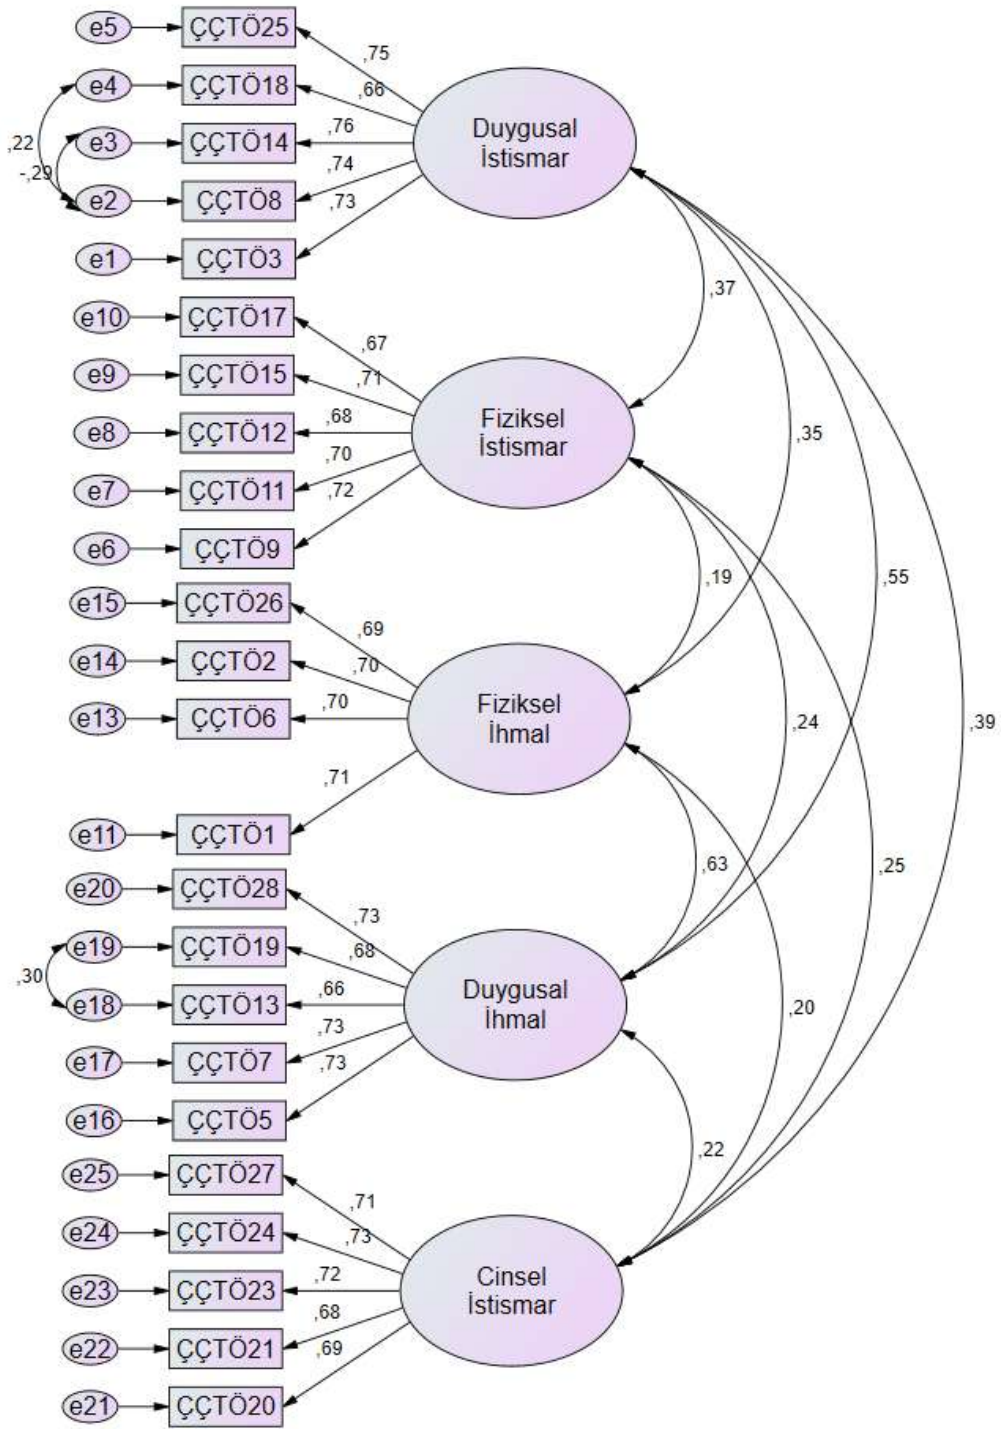 e5 ÇÇTÖ25
,75
e4 ÇÇTÖ18
,66
Duygusal
İstismar
,76
e3 ÇÇTÖ14
,22
-,29
,74
e2 ÇÇTÖ8
,73
e1 ÇÇTÖ3
,37
e10 ÇÇTÖ17
,67
e9 ÇÇTÖ15
,71
Fiziksel
İstismar
,68
e8 ÇÇTÖ12
,35
,70
e7 ÇÇTÖ11
,72
e6 ÇÇTÖ9
,19
,55
e15 ÇÇTÖ26
,69
e14 ÇÇTÖ2
,70
Fiziksel
İhmal
,70
e13 ÇÇTÖ6
,24
,39
,71
e11 ÇÇTÖ1
,63
,25
e20 ÇÇTÖ28
,73
e19 ÇÇTÖ19
,68
,30
Duygusal
İhmal
,66
e18 ÇÇTÖ13
,20
,73
e17 ÇÇTÖ7
,73
e16 ÇÇTÖ5
,22
e25 ÇÇTÖ27
,71
e24 ÇÇTÖ24
,73
Cinsel
İstismar
,72
e23 ÇÇTÖ23
,68
e22 ÇÇTÖ21
,69
e21 ÇÇTÖ20